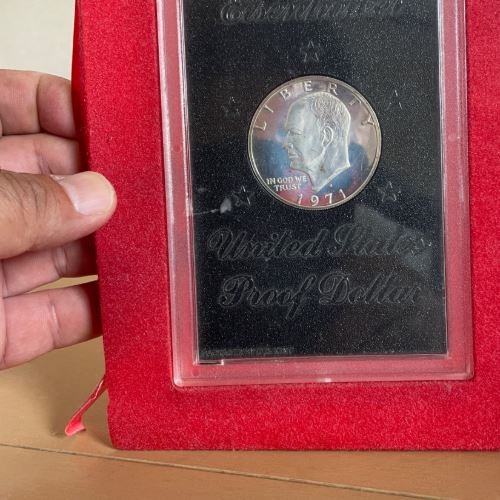 Eisenhower
LIBERTY
IN GOD WE
TRUST
1971
United States
Proof Dollar